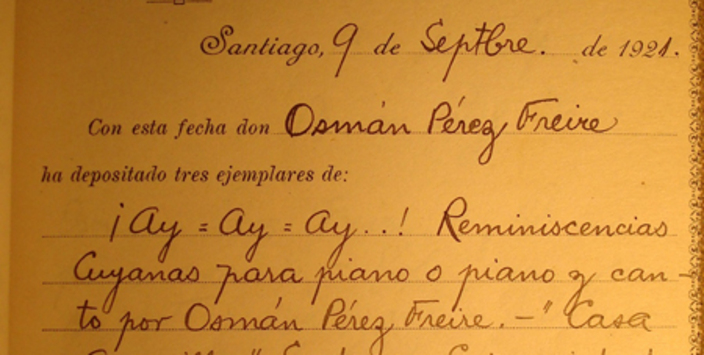 Santiago, 9 de Septbre. de 1921.
Con esta fecha don Osmán Pérez Freire
ha depositado tres ejemplares de:
¡Ay = Ay = Ay..! Reminiscencias
Cuyanas para piano o piano y can-
to por Osmán Pérez Freire. - " Casa